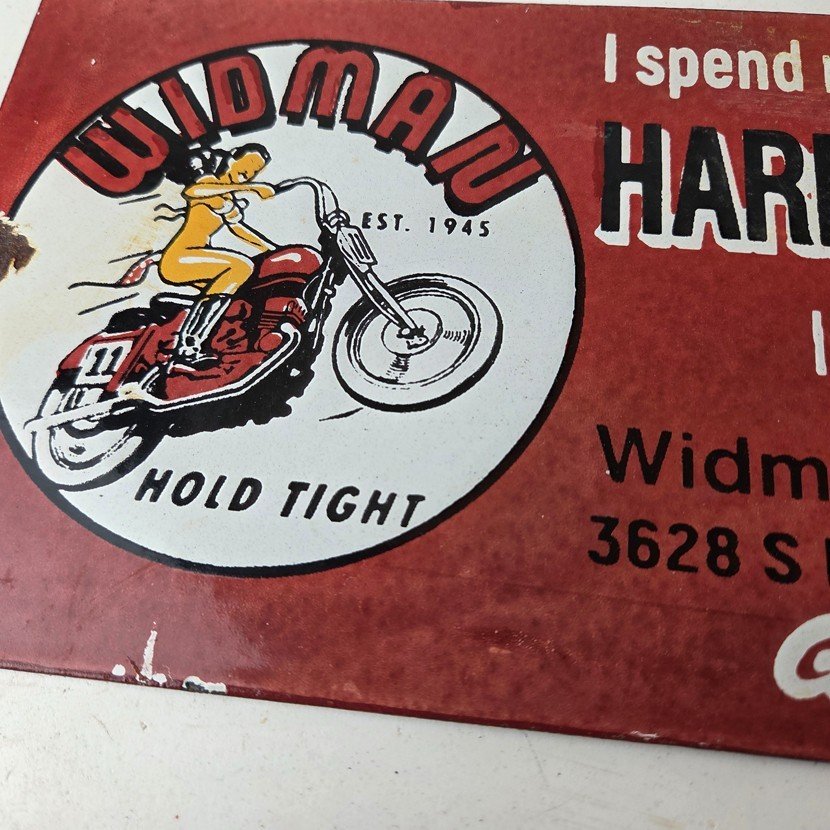 WIDMAN
EST. 1945
11
HOLD TIGHT
I spend
HAR
Widm
3628 S